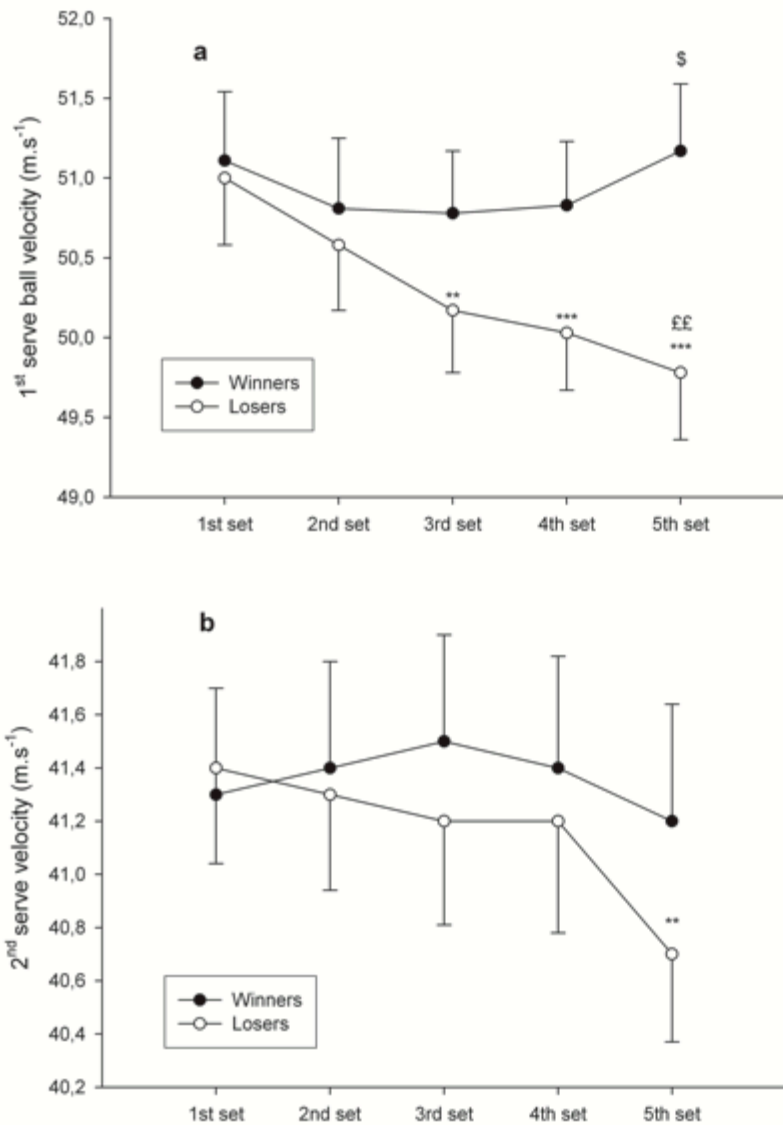 a
$
52,0
51,5
51,0
50,5
50,0
49,5
49,0
1st serve ball velocity (m.s-1)
**
***
££
***
Winners
Losers
1st set 2nd set 3rd set 4th set 5th set
b
41,8
41,6
41,4
41,2
41,0
40,8
40,6
40,4
40,2
2nd serve velocity (m.s-1)
**
Winners
Losers
1st set 2nd set 3rd set 4th set 5th set